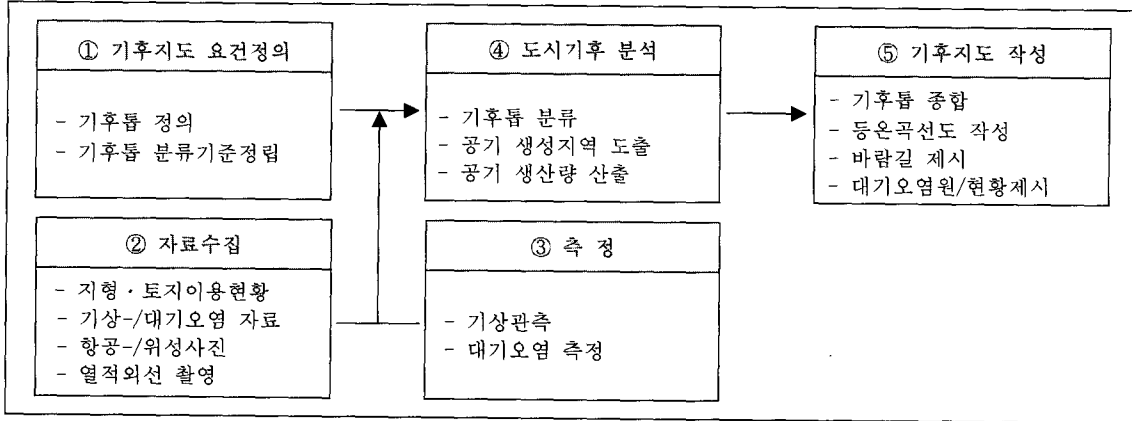 ① 기후지도 요건정의
- 기후톱 정의
- 기후톱 분류기준정립
② 자료수집
- 지형·토지이용현황
- 기상-/대기오염 자료
- 항공-/위성사진
- 열적외선 촬영
③ 측 정
- 기상관측
- 대기오염 측정
④ 도시기후 분석
- 기후톱 분류
- 공기 생성지역 도출
- 공기 생산량 산출
⑤ 기후지도 작성
- 기후톱 종합
- 등온곡선도 작성
- 바람길 제시
- 대기오염원/현황제시